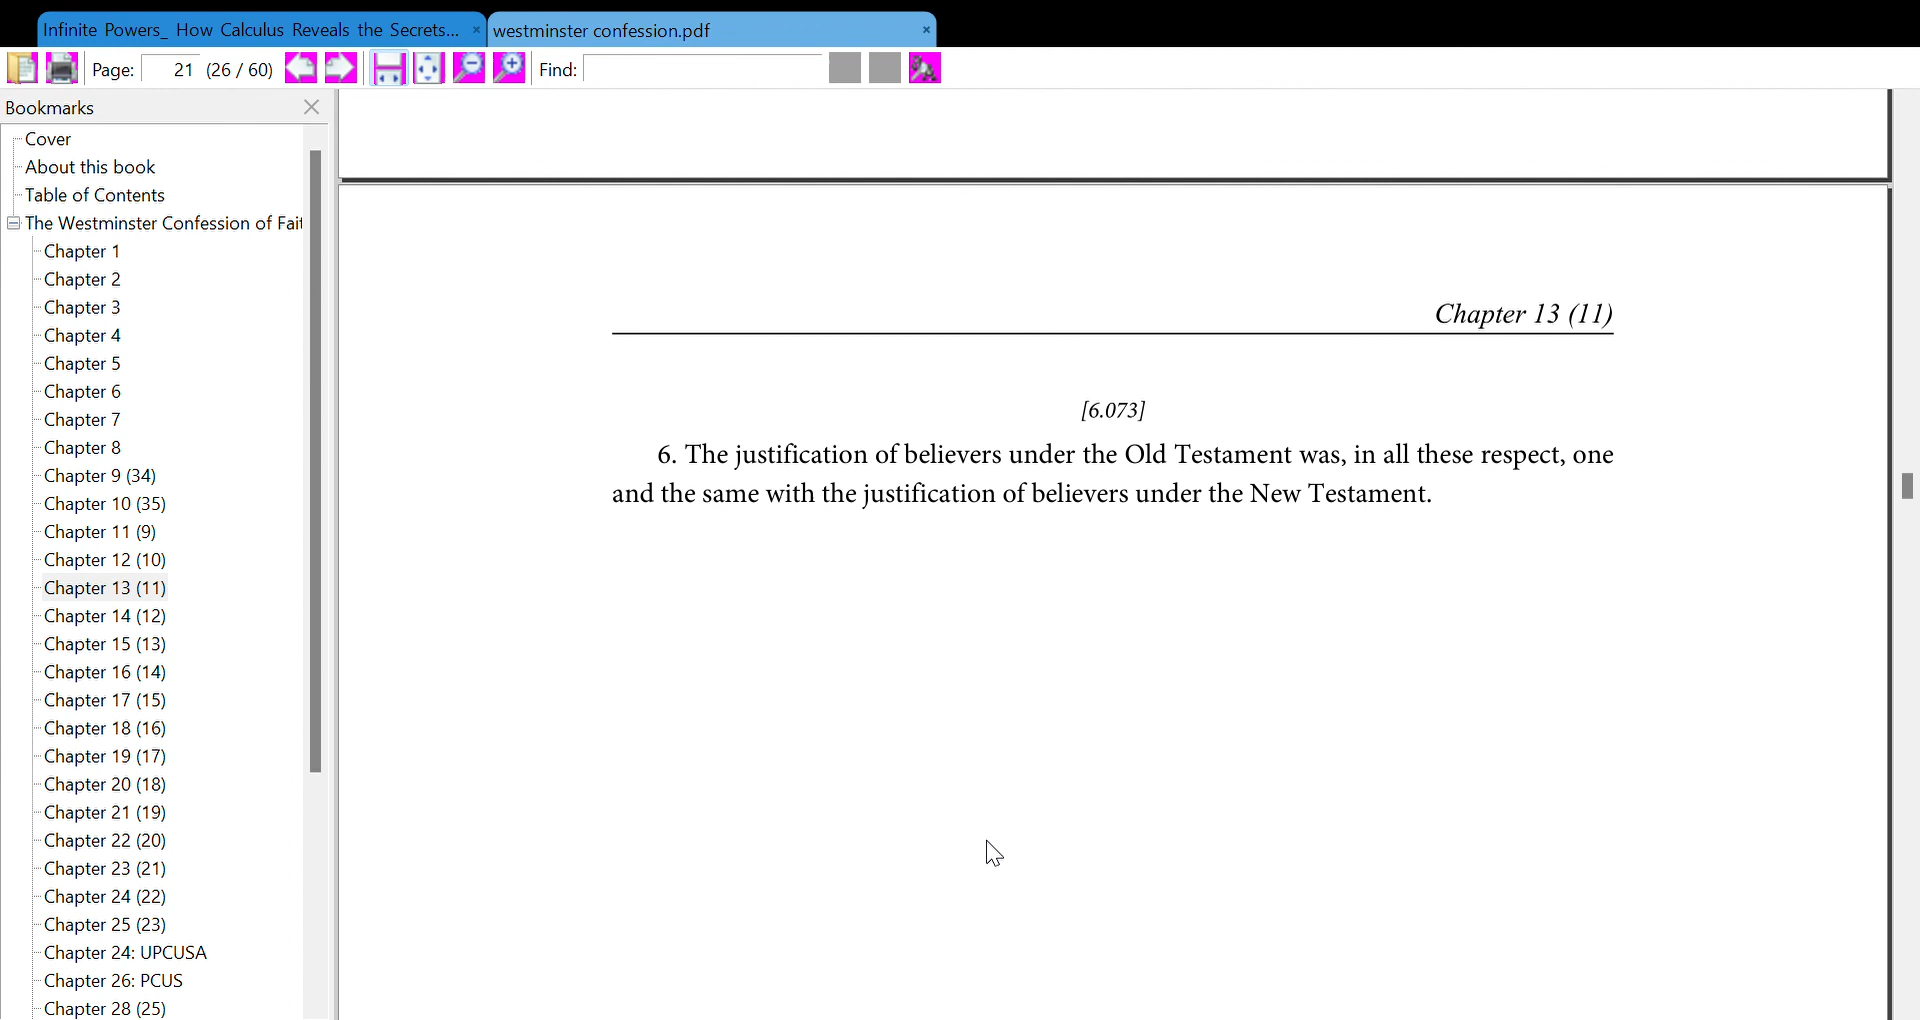 Infinite Powers_ How Calculus Reveals the Secrets... ×
westminster confession.pdf ×
Page: 21 (26 / 60) Find:
Bookmarks
Cover
About this book
Table of Contents
The Westminster Confession of Fait
Chapter 1
Chapter 2
Chapter 3
Chapter 4
Chapter 5
Chapter 6
Chapter 7
Chapter 8
Chapter 9 (34)
Chapter 10 (35)
Chapter 11 (9)
Chapter 12 (10)
Chapter 13 (11)
Chapter 14 (12)
Chapter 15 (13)
Chapter 16 (14)
Chapter 17 (15)
Chapter 18 (16)
Chapter 19 (17)
Chapter 20 (18)
Chapter 21 (19)
Chapter 22 (20)
Chapter 23 (21)
Chapter 24 (22)
Chapter 25 (23)
Chapter 24: UPCUSA
Chapter 26: PCUS
Chapter 28 (25)
Chapter 13 (11)
[6.073]
6. The justification of believers under the Old Testament was, in all these respect, one
and the same with the justification of believers under the New Testament.